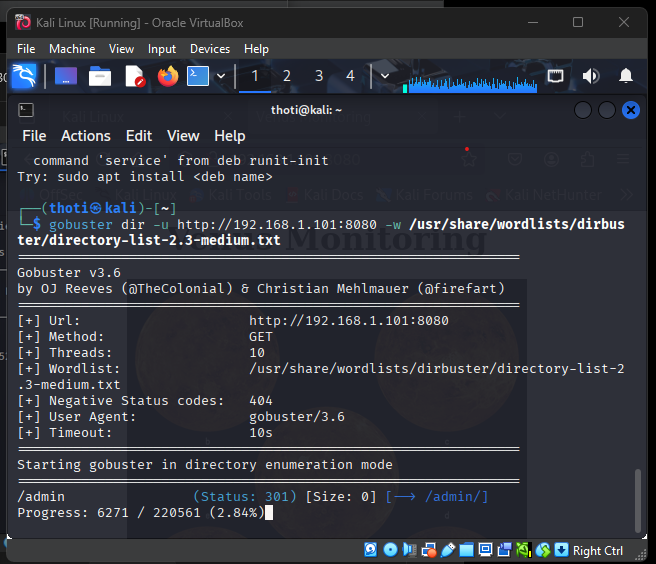 Kali Linux [Running] - Oracle VirtualBox
File Machine View Input Devices Help
1 2 3 4
thoti@kali: ~
File Actions Edit View Help
command 'service' from deb runit-init
Try: sudo apt install <deb name>
┌──(thoti㉿kali)-[~]
└─$ gobuster dir -u http://192.168.1.101:8080 -w /usr/share/wordlists/dirbus
ter/directory-list-2.3-medium.txt
Monitoring
===============================================================
Gobuster v3.6
by OJ Reeves (@TheColonial) & Christian Mehlmauer (@firefart)
===============================================================
[+] Url: http://192.168.1.101:8080
[+] Method: GET
[+] Threads: 10
[+] Wordlist: /usr/share/wordlists/dirbuster/directory-list-2
.3-medium.txt
[+] Negative Status codes: 404
[+] User Agent: gobuster/3.6
[+] Timeout: 10s
===============================================================
Starting gobuster in directory enumeration mode
===============================================================
/admin (Status: 301) [Size: 0] [--> /admin/]
Progress: 6271 / 220561 (2.84%)
Right Ctrl